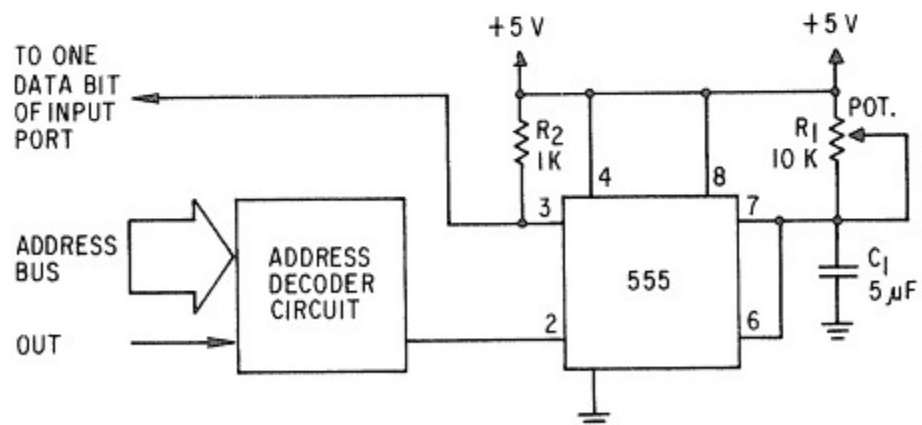 +5 V
+5 V
TO ONE
DATA BIT
OF INPUT
PORT
R2
1K
POT.
R1
10 K
4
8
3
7
ADDRESS
BUS
ADDRESS
DECODER
CIRCUIT
555
C1
5 µF
OUT
2
6